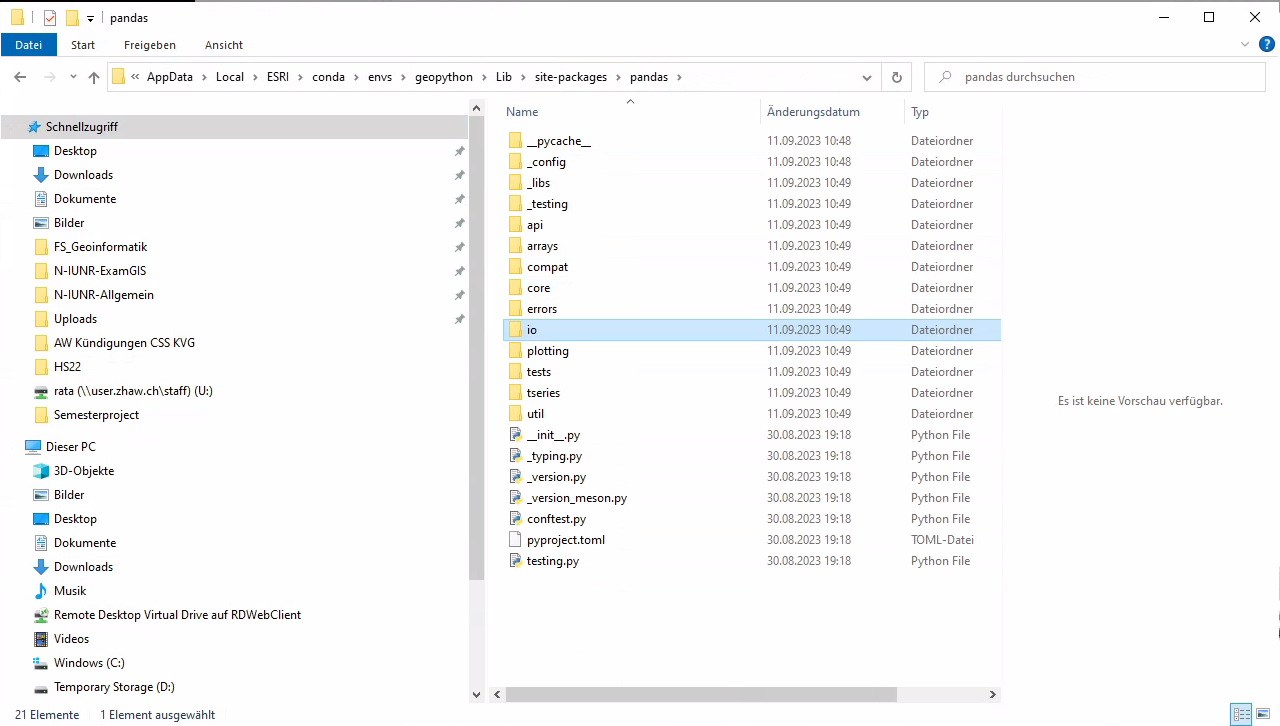 pandas
Datei Start Freigeben Ansicht
?
« AppData › Local › ESRI › conda › envs › geopython › Lib › site-packages › pandas ›
pandas durchsuchen
Name Änderungsdatum Typ
Schnellzugriff
Desktop
Downloads
Dokumente
Bilder
FS_Geoinformatik
N-IUNR-ExamGIS
N-IUNR-Allgemein
Uploads
AW Kündigungen CSS KVG
HS22
rata (\\user.zhaw.ch\staff) (U:)
Semesterproject
Dieser PC
3D-Objekte
Bilder
Desktop
Dokumente
Downloads
Musik
Remote Desktop Virtual Drive auf RDWebClient
Videos
Windows (C:)
Temporary Storage (D:)
__pycache__ 11.09.2023 10:48 Dateiordner
_config 11.09.2023 10:48 Dateiordner
_libs 11.09.2023 10:49 Dateiordner
_testing 11.09.2023 10:49 Dateiordner
api 11.09.2023 10:49 Dateiordner
arrays 11.09.2023 10:49 Dateiordner
compat 11.09.2023 10:49 Dateiordner
core 11.09.2023 10:49 Dateiordner
errors 11.09.2023 10:49 Dateiordner
io 11.09.2023 10:49 Dateiordner
plotting 11.09.2023 10:49 Dateiordner
tests 11.09.2023 10:49 Dateiordner
tseries 11.09.2023 10:49 Dateiordner
util 11.09.2023 10:49 Dateiordner
__init__.py 30.08.2023 19:18 Python File
_typing.py 30.08.2023 19:18 Python File
_version.py 30.08.2023 19:18 Python File
_version_meson.py 30.08.2023 19:18 Python File
conftest.py 30.08.2023 19:18 Python File
pyproject.toml 30.08.2023 19:18 TOML-Datei
testing.py 30.08.2023 19:18 Python File
Es ist keine Vorschau verfügbar.
21 Elemente 1 Element ausgewählt